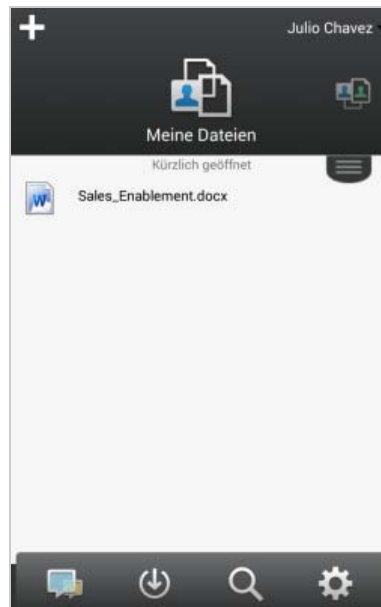 Julio Chavez
Meine Dateien
Kürzlich geöffnet
Sales_Enablement.docx